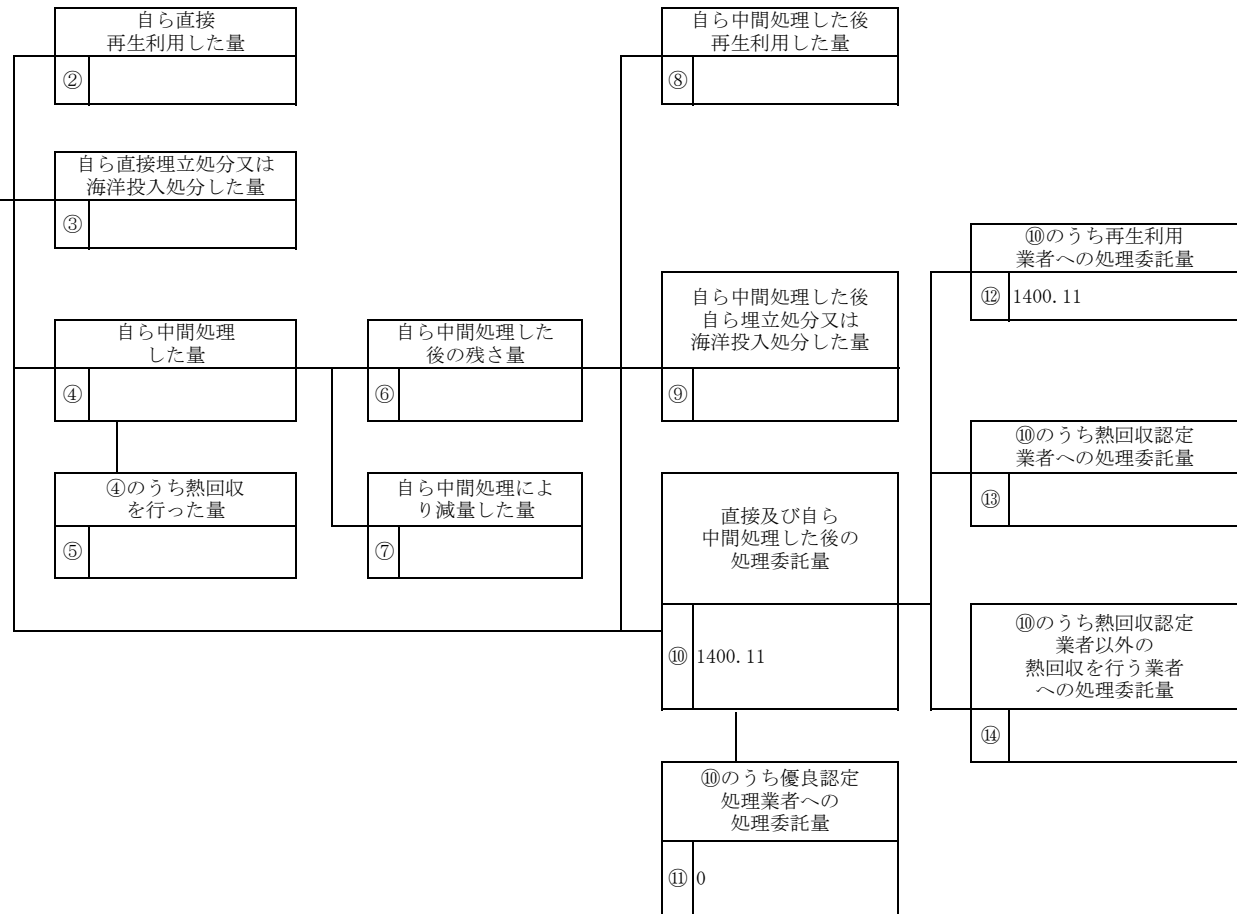 自ら直接
再生利用した量
②
自ら直接埋立処分又は
海洋投入処分した量
③
自ら中間処理
した量
④
④のうち熱回収
を行った量
⑤
自ら中間処理した
後の残さ量
⑥
自ら中間処理によ
り減量した量
⑦
自ら中間処理した後
再生利用した量
⑧
自ら中間処理した後
自ら埋立処分又は
海洋投入処分した量
⑨
直接及び自ら
中間処理した後の
処理委託量
⑩ 1400.11
⑩のうち優良認定
処理業者への
処理委託量
⑪ 0
⑩のうち再生利用
業者への処理委託量
⑫ 1400.11
⑩のうち熱回収認定
業者への処理委託量
⑬
⑩のうち熱回収認定
業者以外の
熱回収を行う業者
への処理委託量
⑭